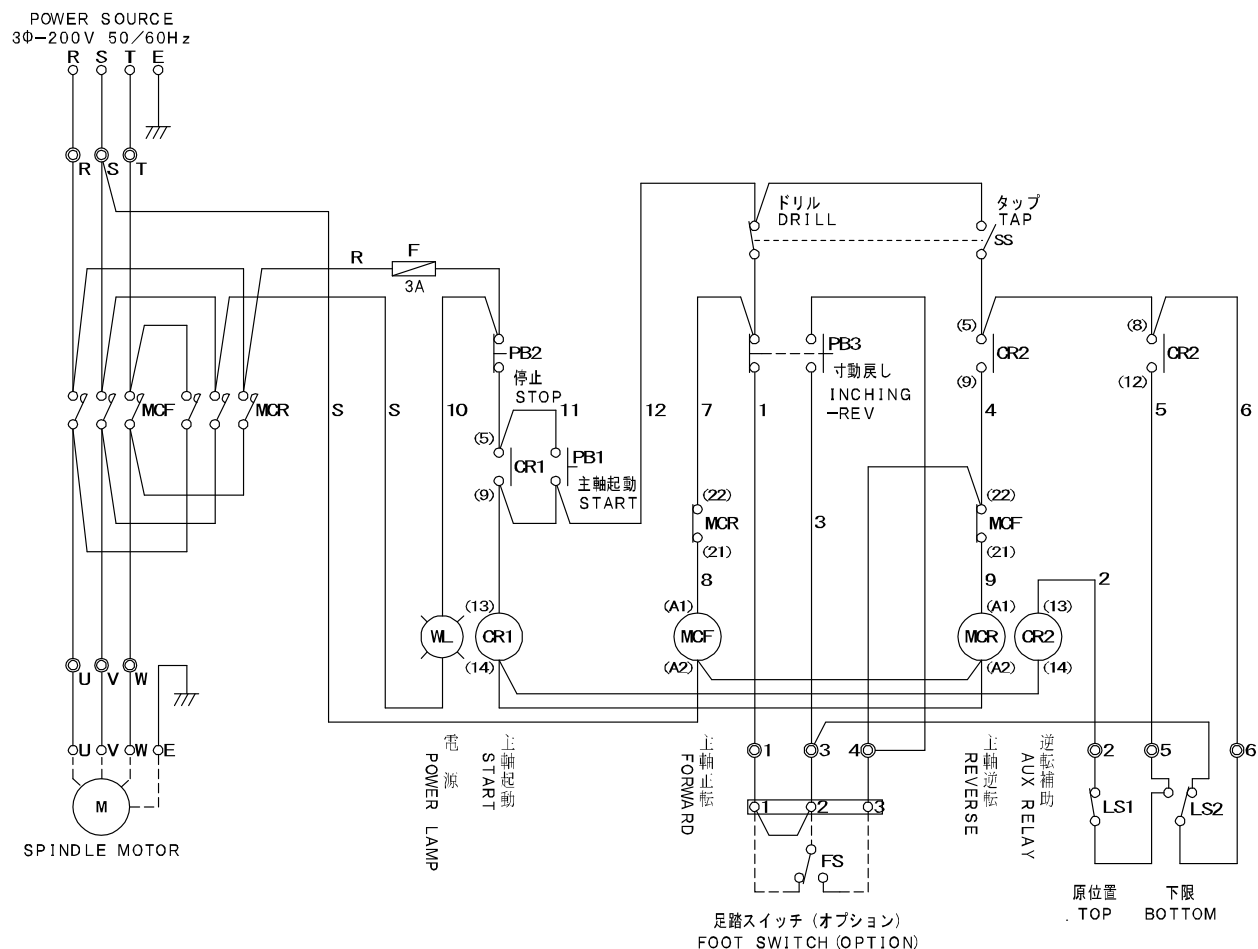 POWER SOURCE
3Φ-200V 50/60Hz
R S T E
R S T
ドリル
DRILL
タップ
TAP
SS
R
F
3A
(5)
CR2
(9)
(8)
CR2
(12)
PB2
停止
STOP
PB3
寸動戻し
INCHING
-REV
MCF
MCR
S
S
10
11
12
7
1
4
5
6
(5)
CR1
(9)
PB1
主軸起動
START
(22)
MCR
(21)
3
(22)
MCF
(21)
8
9
2
(13)
(A1)
(A1)
(13)
WL
CR1
MCF
MCR
CR2
(14)
(A2)
(A2)
(14)
U V W
U V W E
M
SPINDLE MOTOR
電源
POWER LAMP
主軸起動
START
主軸正転
FORWARD
主軸逆転
REVERSE
逆転補助
AUX RELAY
1
3
4
2
5
6
1
2
3
FS
LS1
LS2
足踏スイッチ(オプション)
FOOT SWITCH(OPTION)
原位置
. TOP
下限
BOTTOM